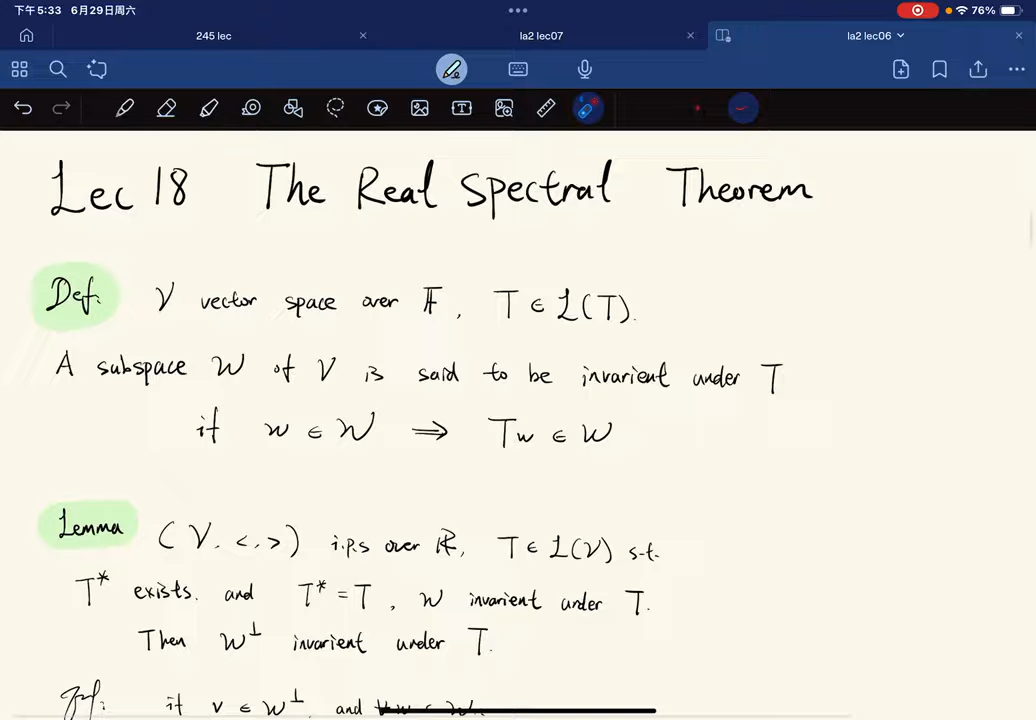 下午5:33 6月29日周六
76%
245 lec
la2 lec07
la2 lec06
Lec 18 The Real Spectral Theorem
Def: V vector space over 𝔽, T ∈ ℒ(T).
A subspace W of V is said to be invarient under T
if w ∈ W ⇒ Tw ∈ W
Lemma (V, <,>) i.p.s over ℝ, T ∈ ℒ(V) s.t.
T* exists. and T* = T, W invarient under T.
Then W⊥ invarient under T.
if v ∈ W⊥, and